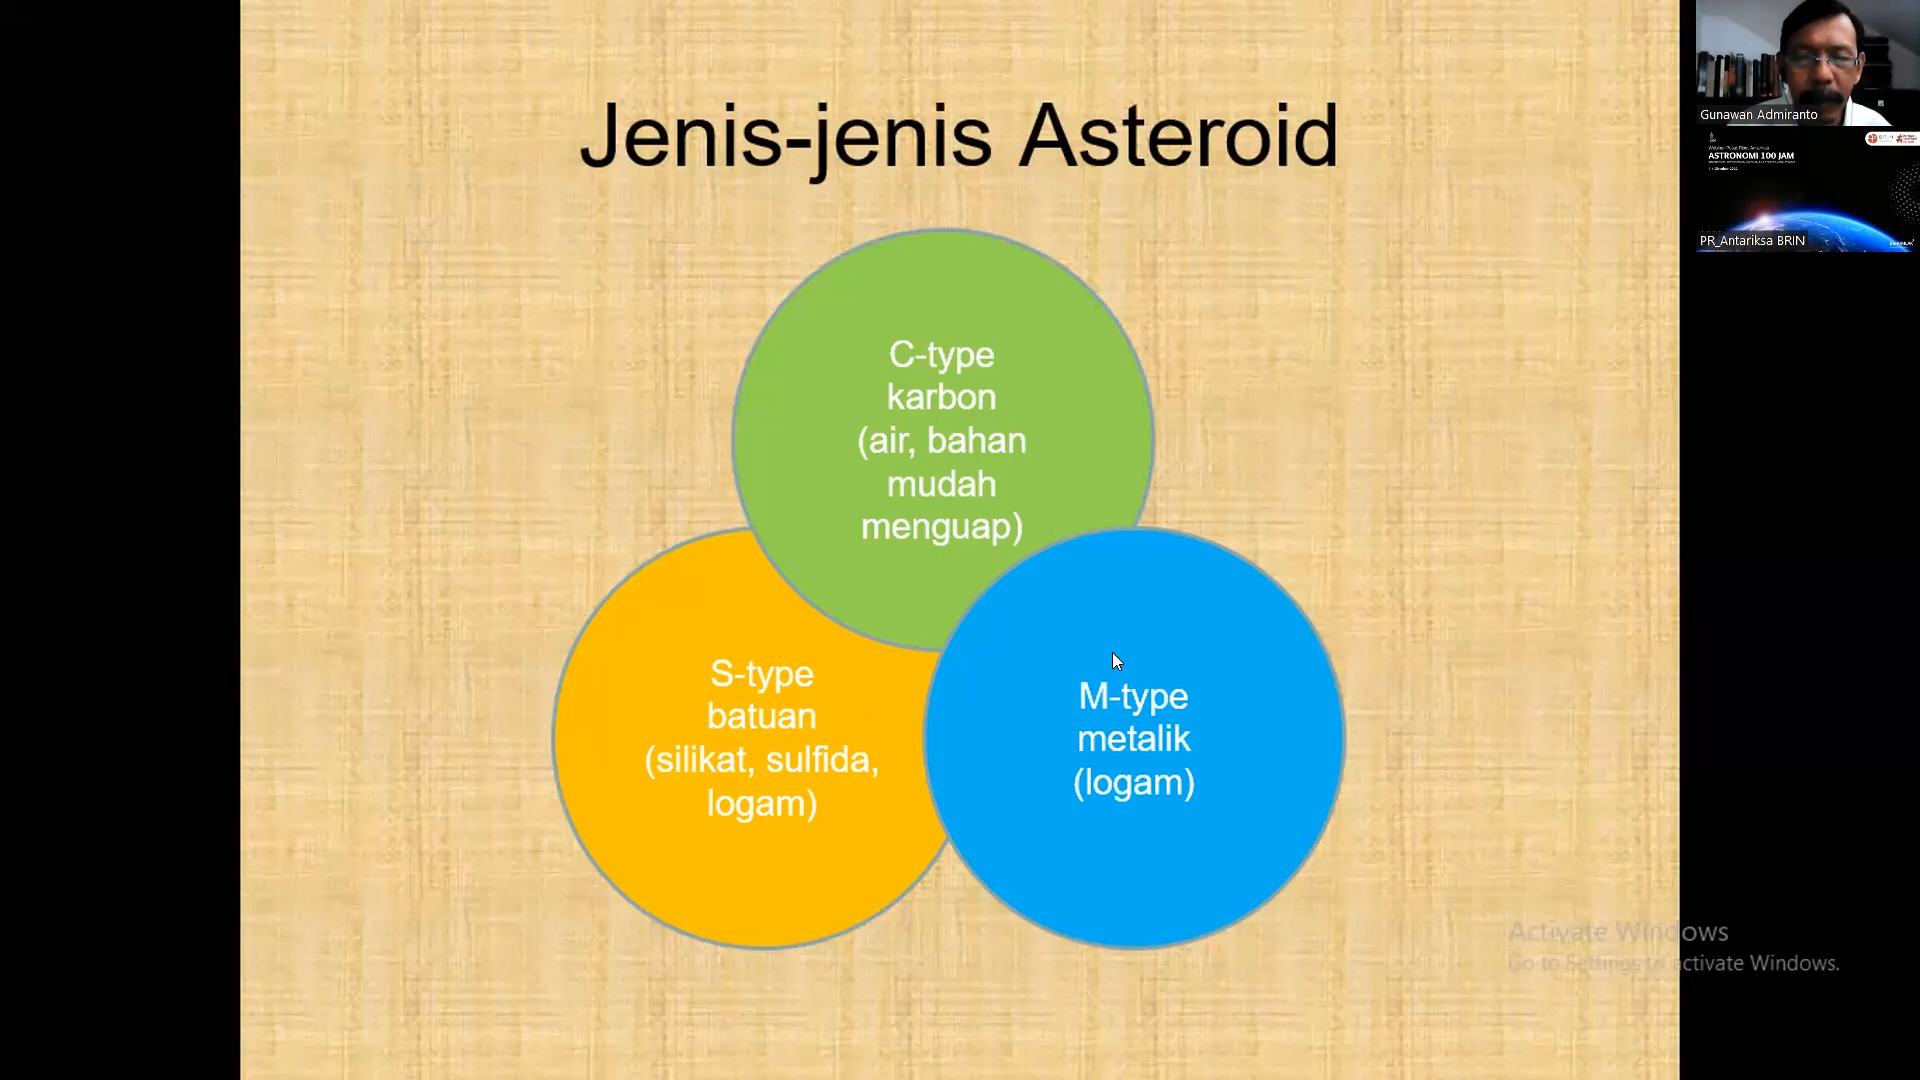 Jenis-jenis Asteroid
C-type
karbon
(air, bahan
mudah
menguap)
S-type
batuan
(silikat, sulfida,
logam)
M-type
metalik
(logam)
Gunawan Admiranto
ASTRONOMI 100 JAM
PR_Antariksa BRIN
Activate Windows
Go to Settings to activate Windows.